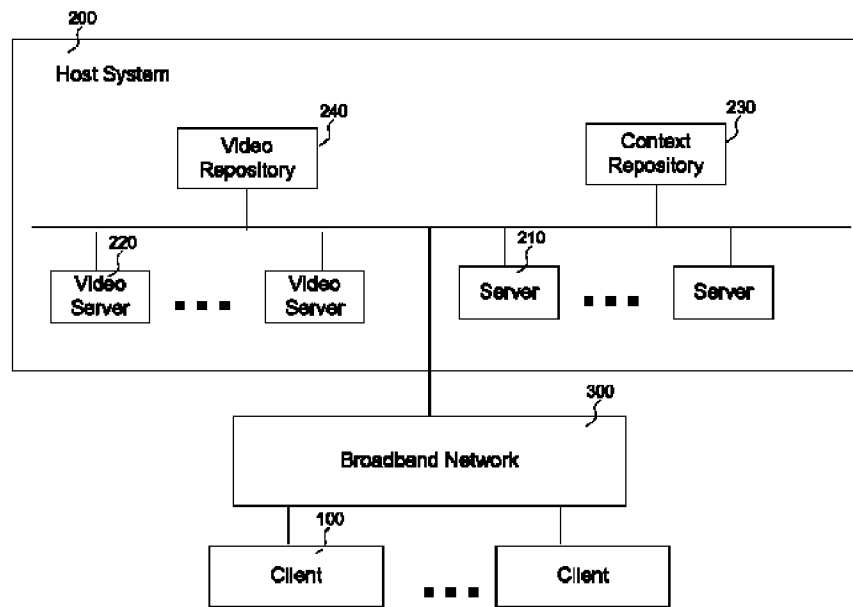 200
Host System
240
Video
Repository
230
Context
Repository
220
Video
Server
Video
Server
210
Server
Server
300
Broadband Network
100
Client
Client